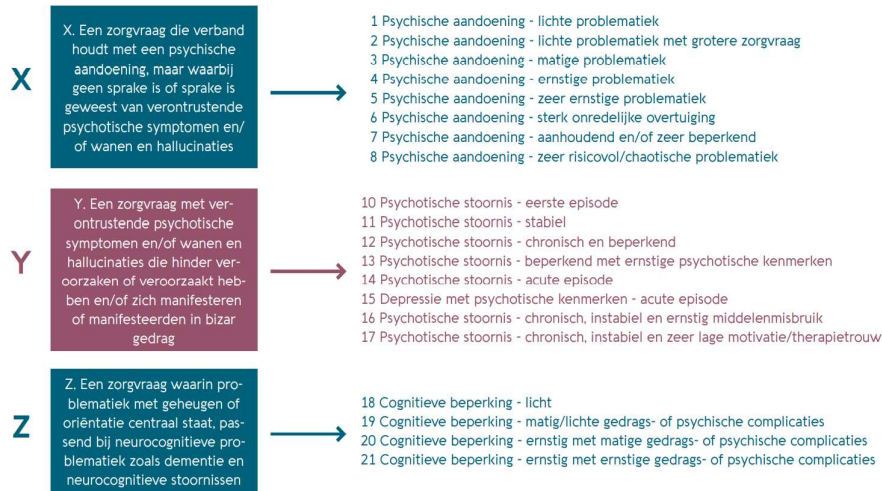 X
X. Een zorgvraag die verband
houdt met een psychische
aandoening, maar waarbij
geen sprake is of sprake is
geweest van verontrustende
psychotische symptomen en/
of wanen en hallucinaties
1 Psychische aandoening - lichte problematiek
2 Psychische aandoening - lichte problematiek met grotere zorgvraag
3 Psychische aandoening - matige problematiek
4 Psychische aandoening - ernstige problematiek
5 Psychische aandoening - zeer ernstige problematiek
6 Psychische aandoening - sterk onredelijke overtuiging
7 Psychische aandoening - aanhoudend en/of zeer beperkend
8 Psychische aandoening - zeer risicovol/chaotische problematiek
Y
Y. Een zorgvraag met ver-
ontrustende psychotische
symptomen en/of wanen en
hallucinaties die hinder ver-
oorzaken of veroorzaakt heb-
ben en/of zich manifesteren
of manifesteerden in bizar
gedrag
10 Psychotische stoornis - eerste episode
11 Psychotische stoornis - stabiel
12 Psychotische stoornis - chronisch en beperkend
13 Psychotische stoornis - beperkend met ernstige psychotische kenmerken
14 Psychotische stoornis - acute episode
15 Depressie met psychotische kenmerken - acute episode
16 Psychotische stoornis - chronisch, instabiel en ernstig middelenmisbruik
17 Psychotische stoornis - chronisch, instabiel en zeer lage motivatie/therapietrouw
Z
Z. Een zorgvraag waarin pro-
blematiek met geheugen of
oriëntatie centraal staat, pas-
send bij neurocognitieve pro-
blematiek zoals dementie en
neurocognitieve stoornissen
18 Cognitieve beperking - licht
19 Cognitieve beperking - matig/lichte gedrags- of psychische complicaties
20 Cognitieve beperking - ernstig met matige gedrags- of psychische complicaties
21 Cognitieve beperking - ernstig met ernstige gedrags- of psychische complicaties